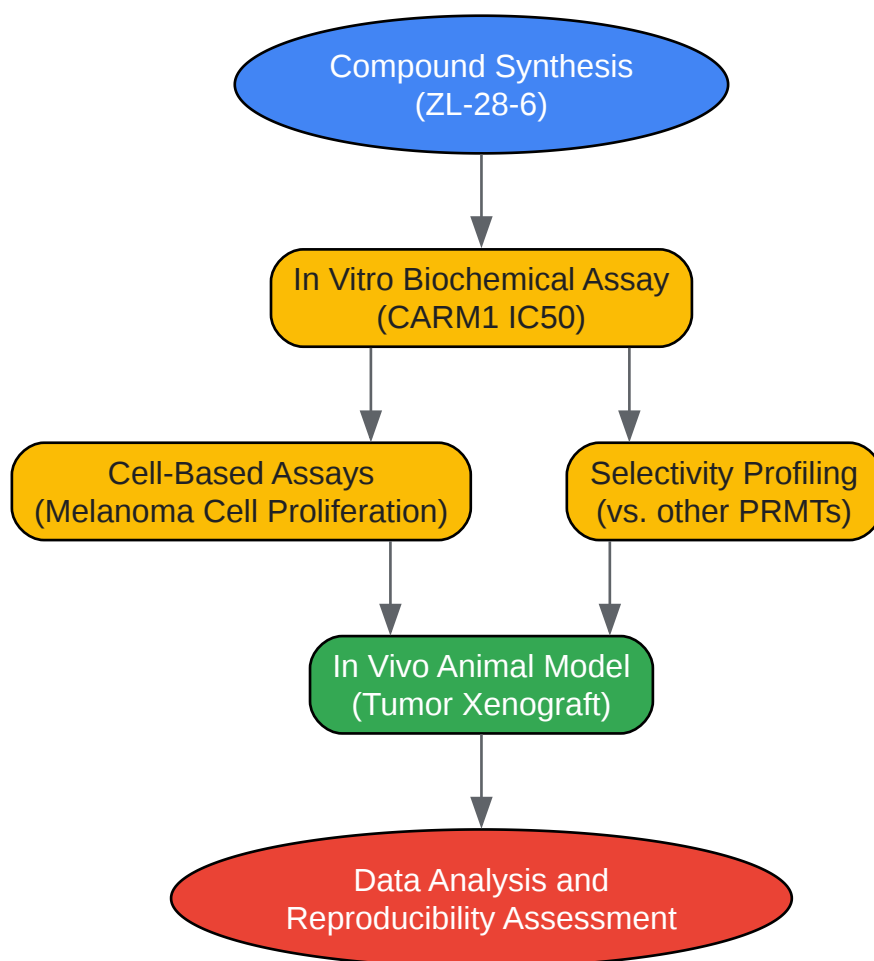 Compound Synthesis
(ZL-28-6)
In Vitro Biochemical Assay
(CARM1 IC50)
Cell-Based Assays
(Melanoma Cell Proliferation)
Selectivity Profiling
(vs. other PRMTs)
In Vivo Animal Model
(Tumor Xenograft)
Data Analysis and
Reproducibility Assessment